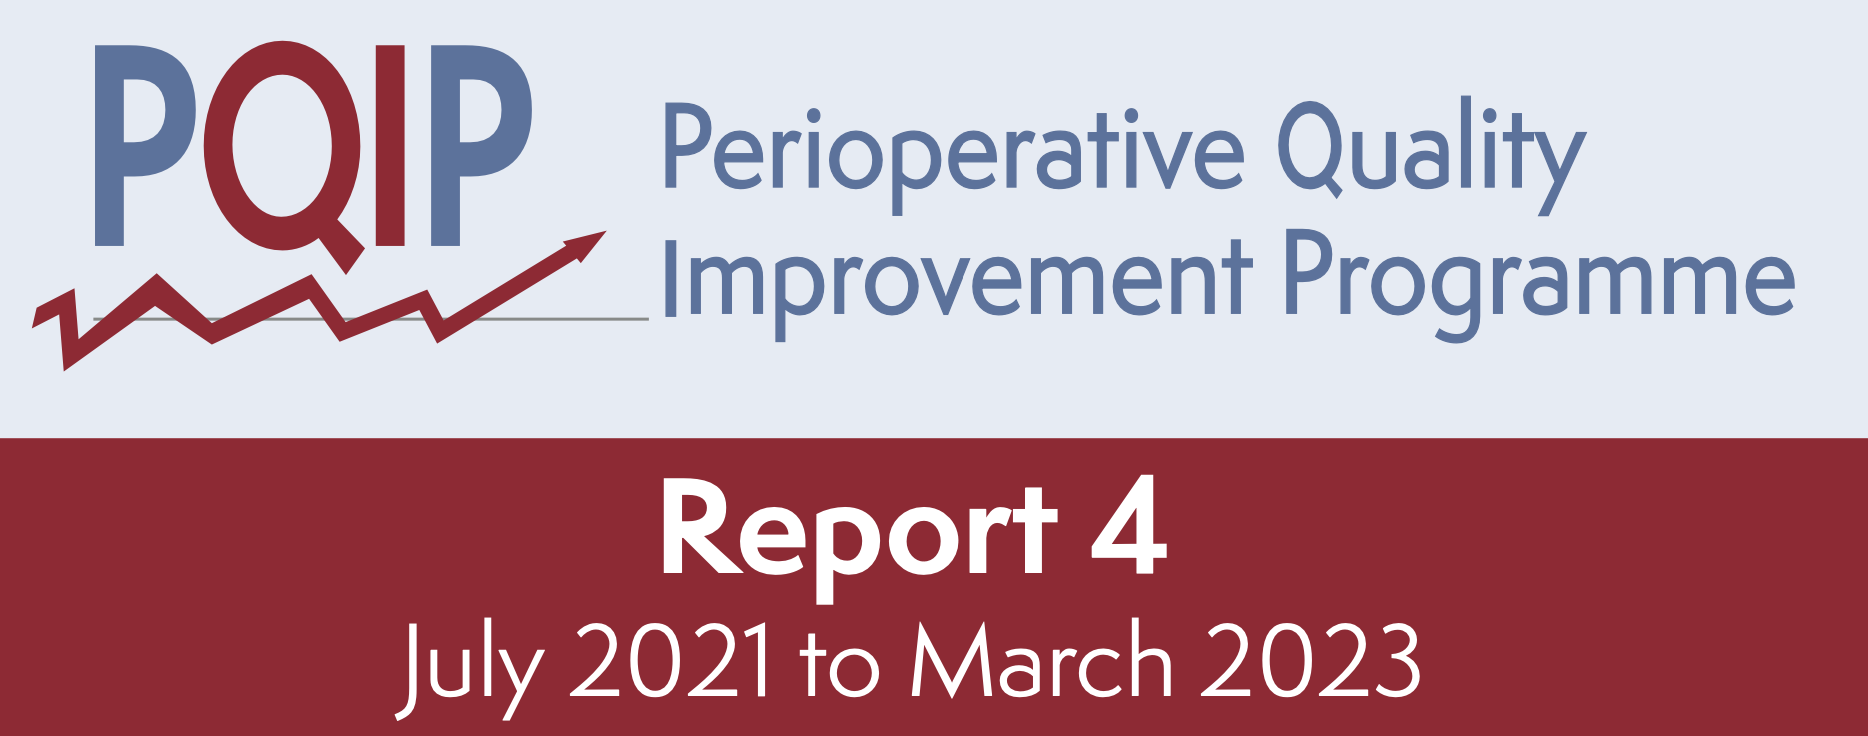 PQIP
Perioperative Quality
Improvement Programme
Report 4
July 2021 to March 2023